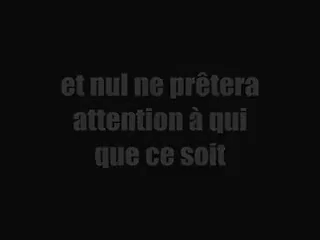 et nul ne prêtera
attention à qui
que ce soit